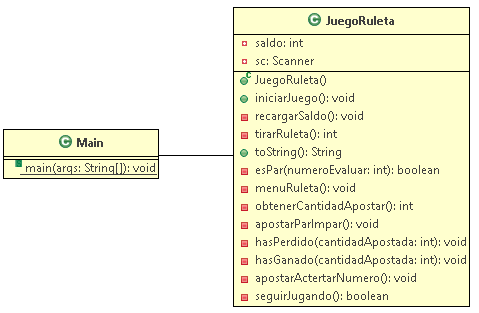 JuegoRuleta
saldo: int
sc: Scanner
JuegoRuleta()
iniciarJuego(): void
recargarSaldo(): void
tirarRuleta(): int
toString(): String
esPar(numeroEvaluar: int): boolean
menuRuleta(): void
obtenerCantidadApostar(): int
apostarParImpar(): void
hasPerdido(cantidadApostada: int): void
hasGanado(cantidadApostada: int): void
apostarActertarNumero(): void
seguirJugando(): boolean
Main
main(args: String[]): void